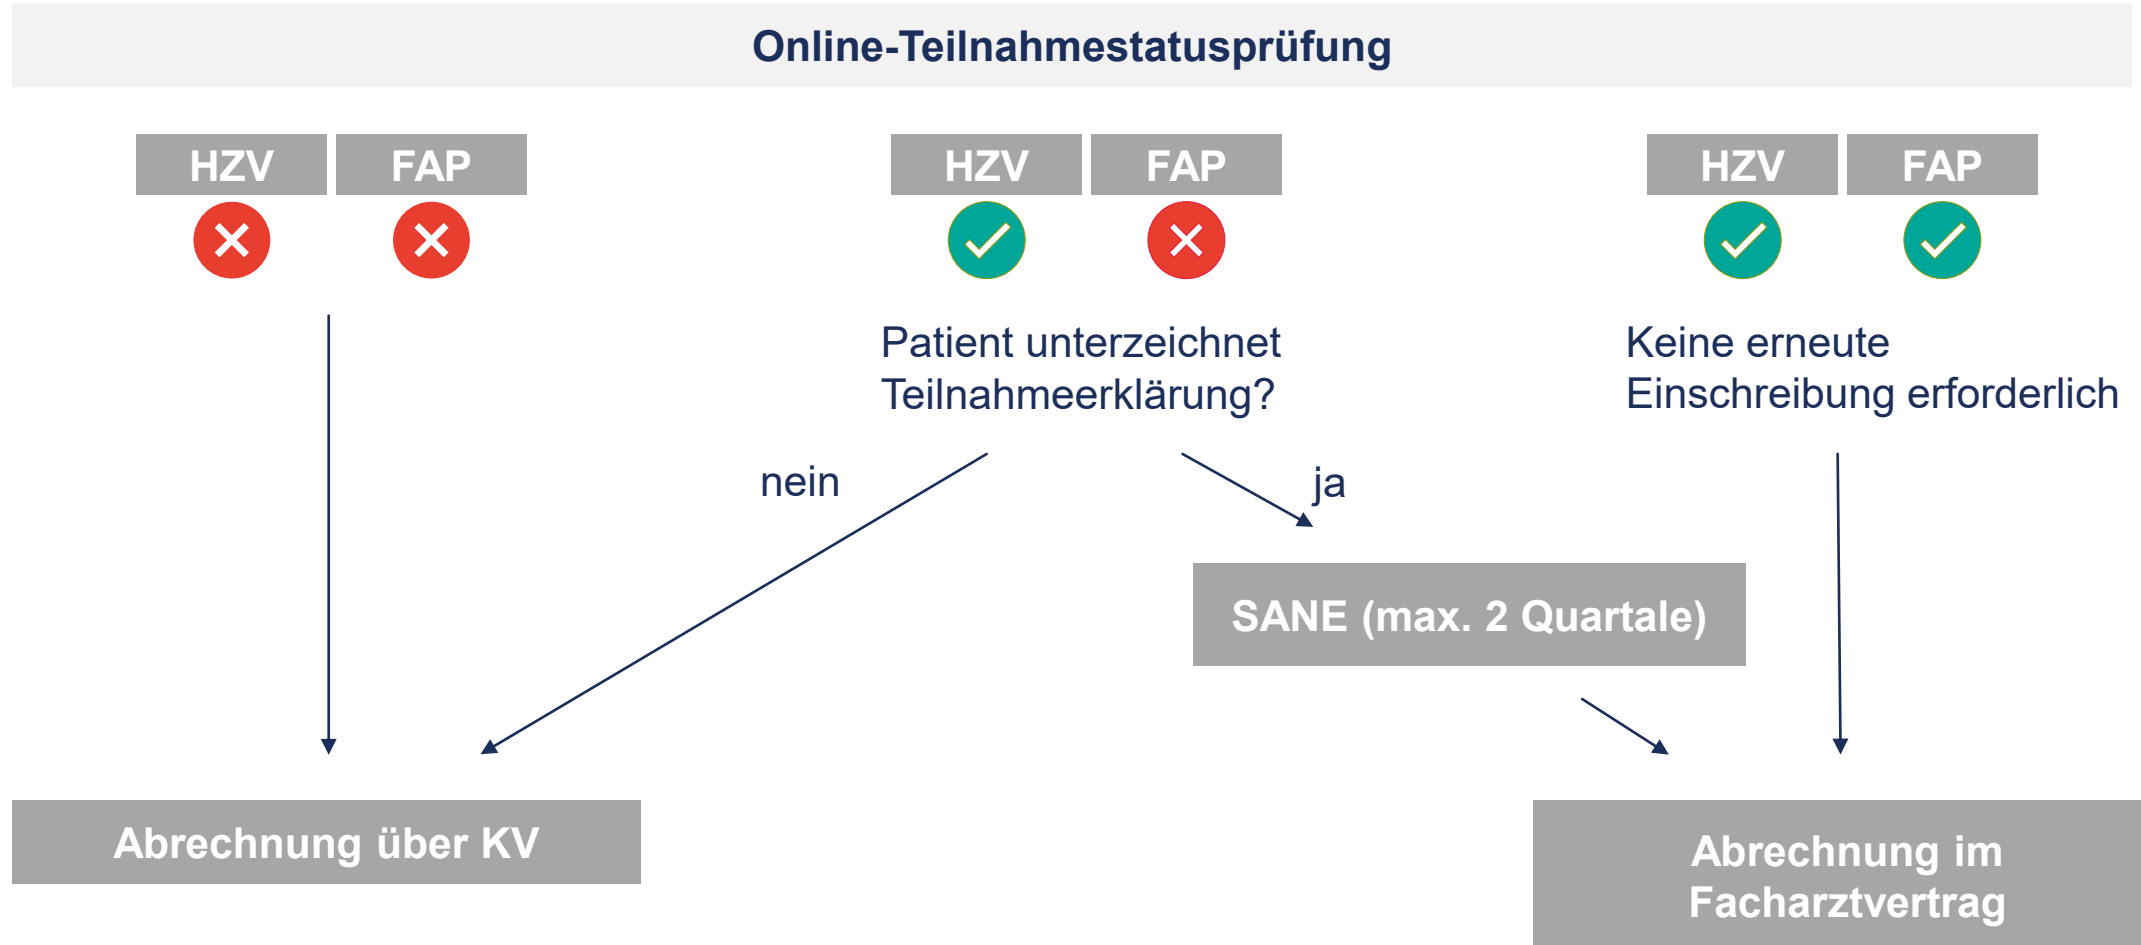 Online-Teilnahmestatusprüfung
HZV FAP
HZV FAP
HZV FAP
Patient unterzeichnet
Teilnahmeerklärung?
Keine erneute
Einschreibung erforderlich
nein
ja
SANE (max. 2 Quartale)
Abrechnung über KV
Abrechnung im
Facharztvertrag